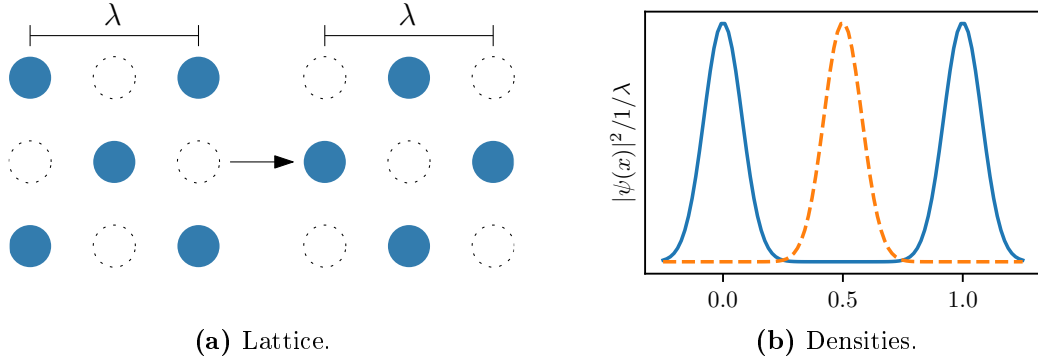 λ
λ
(a) Lattice.
|ψ(x)|²/1/λ
0.0
0.5
1.0
(b) Densities.